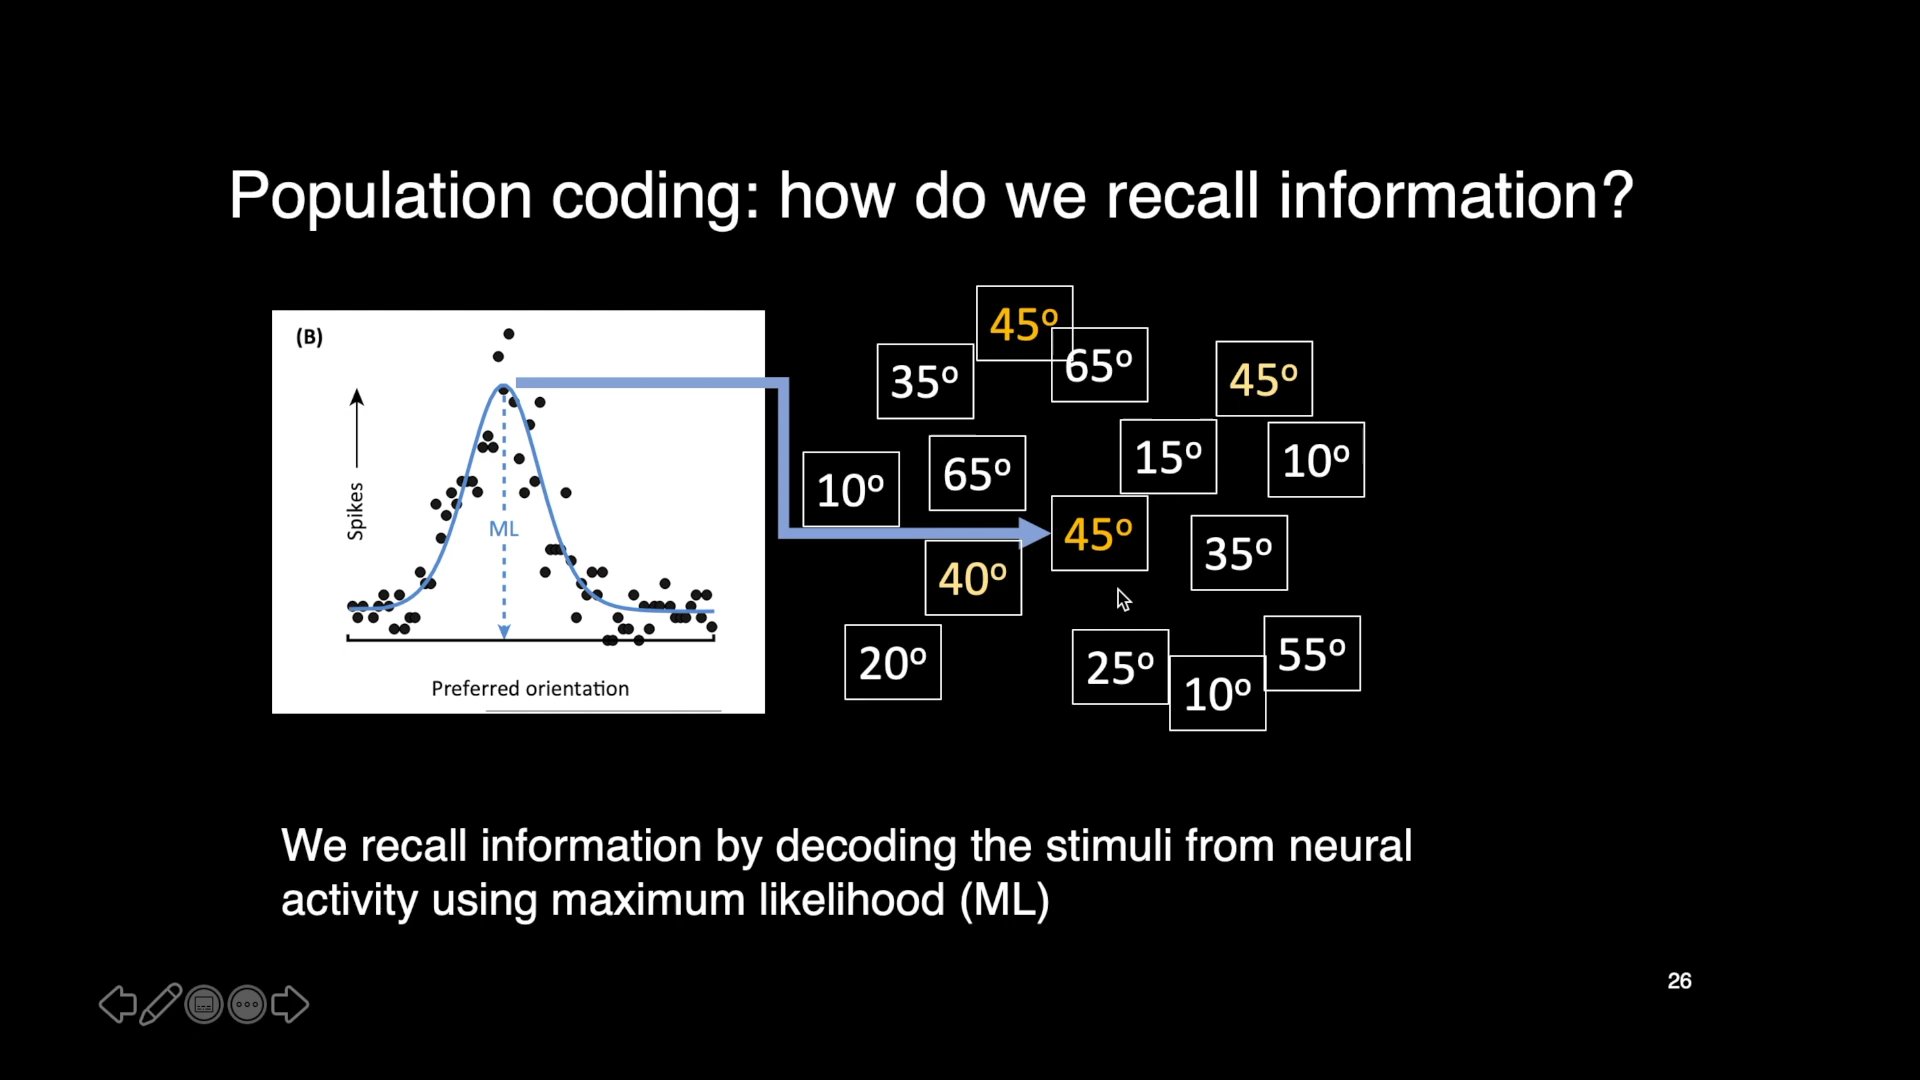 Population coding: how do we recall information?
(B)
Spikes
ML
Preferred orientation
45º
35º
65º
45º
10º
65º
15º
10º
45º
40º
35º
20º
25º
10º
55º
We recall information by decoding the stimuli from neural
activity using maximum likelihood (ML)
26